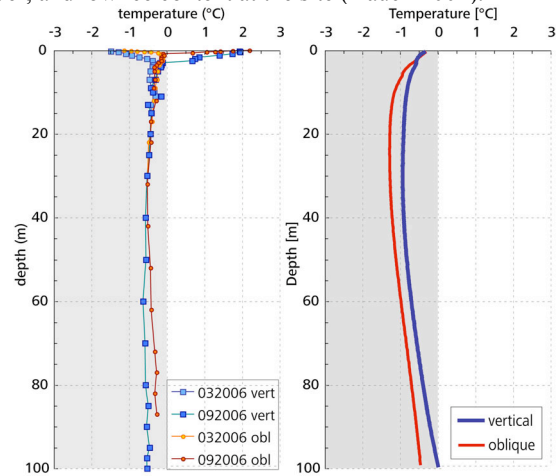 temperature (°C)
Temperature [°C]
-3 -2 -1 0 1 2 3
-3 -2 -1 0 1 2 3
0
20
40
60
80
100
depth (m)
032006 vert
092006 vert
032006 obl
092006 obl
0
20
40
60
80
100
Depth [m]
vertical
oblique